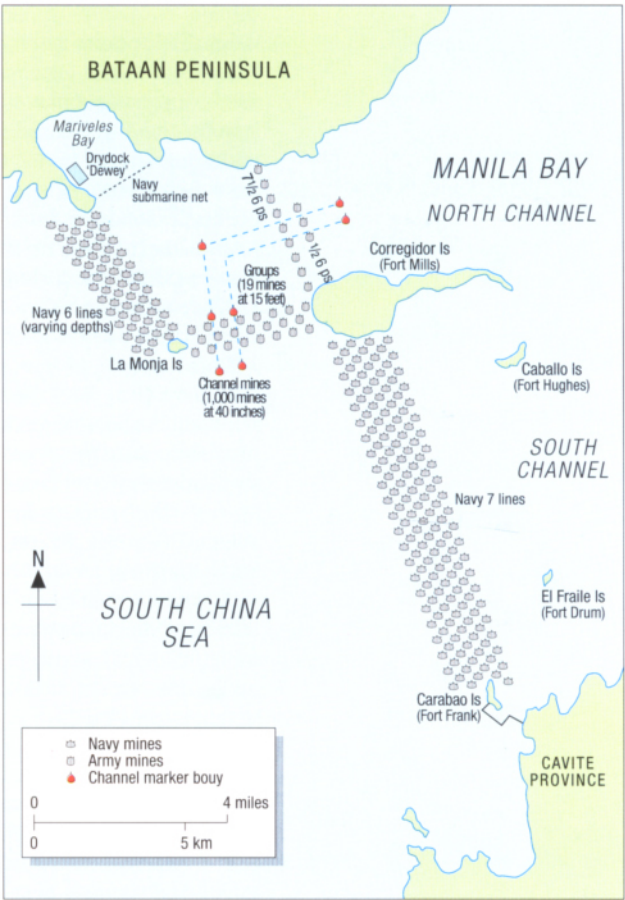 BATAAN PENINSULA
Mariveles
Bay
Drydock
'Dewey'
Navy
submarine net
7½ 6 ps
½ 6 ps
MANILA BAY
NORTH CHANNEL
Corregidor Is
(Fort Mills)
Groups
(19 mines
at 15 feet)
Navy 6 lines
(varying depths)
La Monja Is
Channel mines
(1,000 mines
at 40 inches)
Caballo Is
(Fort Hughes)
SOUTH
CHANNEL
Navy 7 lines
N
SOUTH CHINA
SEA
El Fraile Is
(Fort Drum)
Carabao Is
(Fort Frank)
CAVITE
PROVINCE
Navy mines
Army mines
Channel marker bouy
0 4 miles
0 5 km